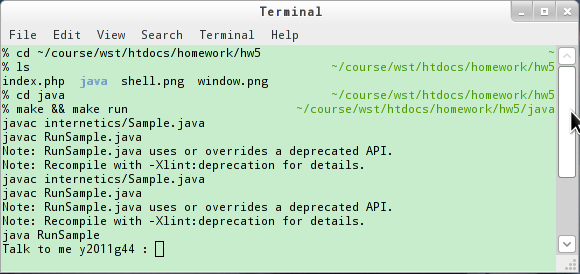 Terminal
File Edit View Search Terminal Help
% cd ~/course/wst/htdocs/homework/hw5 ~
% ls ~/course/wst/htdocs/homework/hw5
index.php java shell.png window.png
% cd java ~/course/wst/htdocs/homework/hw5
% make && make run ~/course/wst/htdocs/homework/hw5/java
javac internetics/Sample.java
javac RunSample.java
Note: RunSample.java uses or overrides a deprecated API.
Note: Recompile with -Xlint:deprecation for details.
javac internetics/Sample.java
javac RunSample.java
Note: RunSample.java uses or overrides a deprecated API.
Note: Recompile with -Xlint:deprecation for details.
java RunSample
Talk to me y2011g44 :